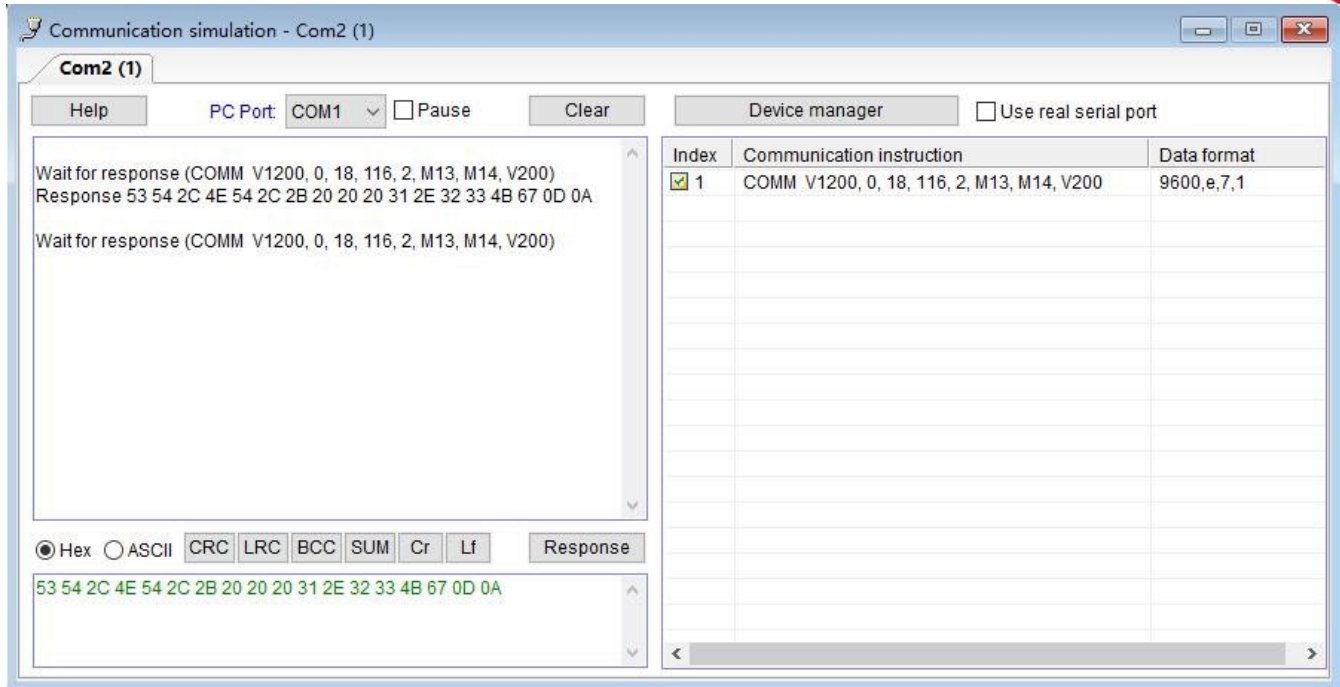 Communication simulation - Com2 (1)
Com2 (1)
Help PC Port: COM1 Pause Clear
Wait for response (COMM V1200, 0, 18, 116, 2, M13, M14, V200)
Response 53 54 2C 4E 54 2C 2B 20 20 20 31 2E 32 33 4B 67 0D 0A
Wait for response (COMM V1200, 0, 18, 116, 2, M13, M14, V200)
Hex ASCII CRC LRC BCC SUM Cr Lf Response
53 54 2C 4E 54 2C 2B 20 20 20 31 2E 32 33 4B 67 0D 0A
Device manager Use real serial port
Index Communication instruction Data format
1 COMM V1200, 0, 18, 116, 2, M13, M14, V200 9600,e,7,1